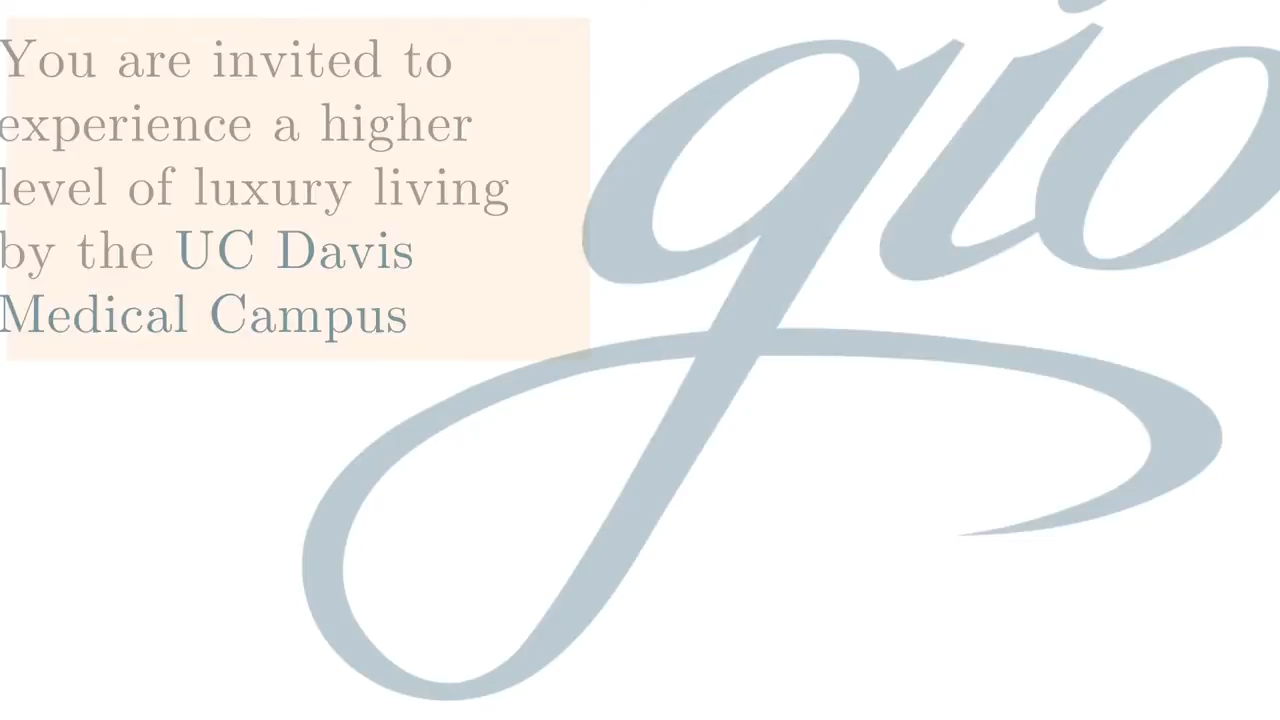 You are invited to
experience a higher
level of luxury living
by the UC Davis
Medical Campus
gio